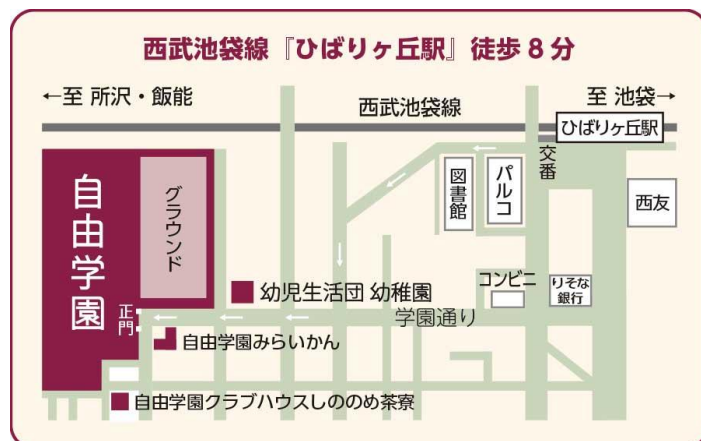 西武池袋線『ひばりヶ丘駅』徒歩8分
←至 所沢・飯能
西武池袋線
至 池袋→
ひばりヶ丘駅
交番
図書館
パルコ
西友
自由学園
グラウンド
コンビニ
りそな
銀行
幼児生活団 幼稚園
学園通り
正門
自由学園みらいかん
自由学園クラブハウスしののめ茶寮